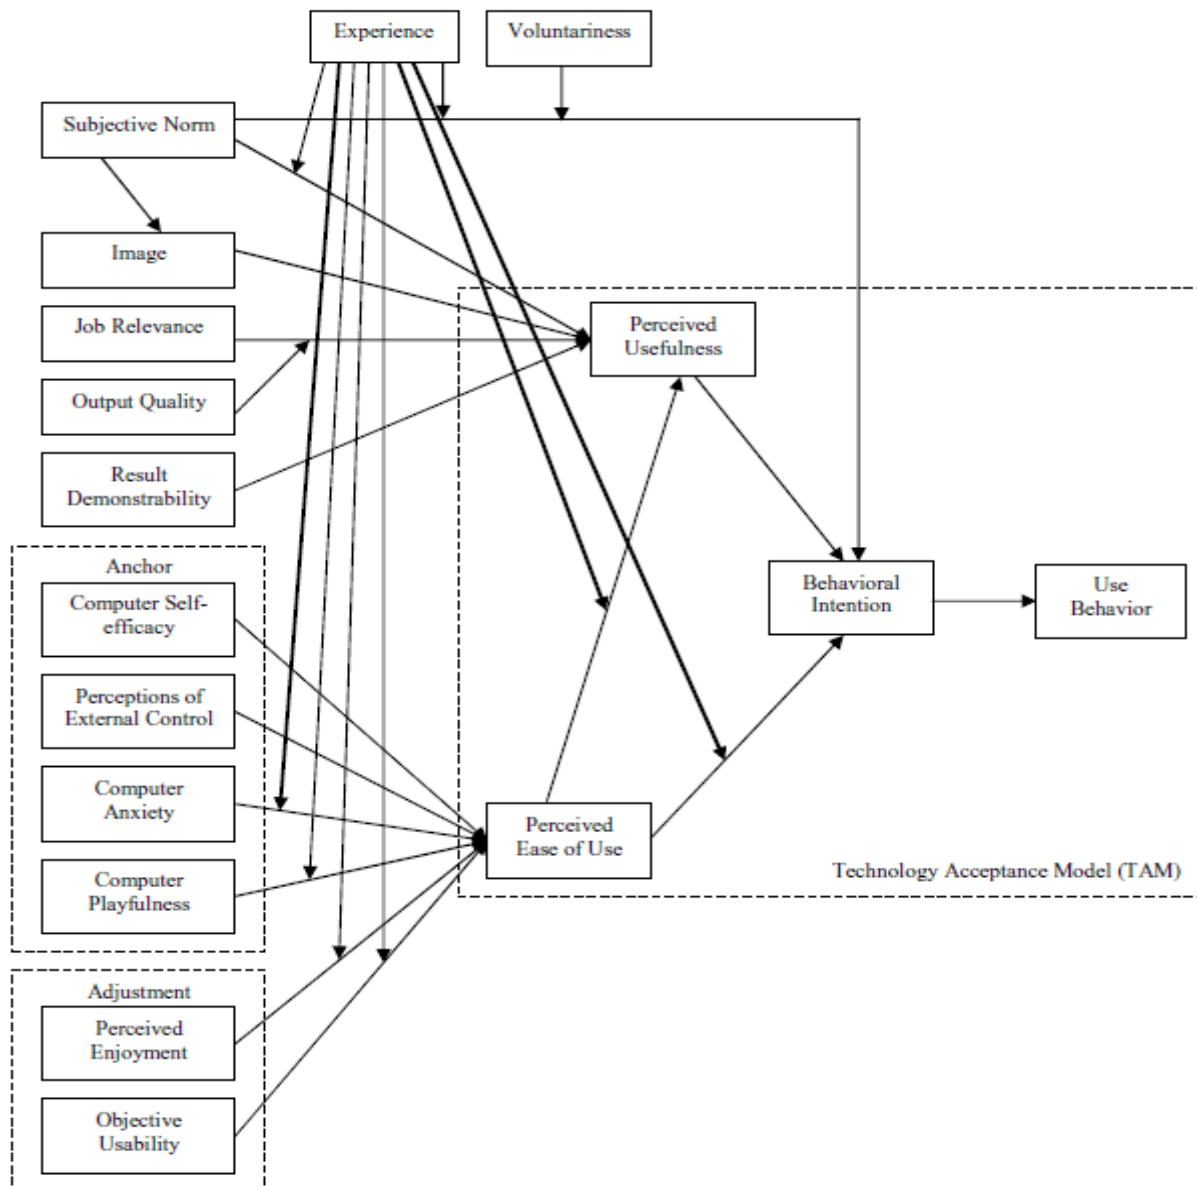 Experience
Voluntariness
Subjective Norm
Image
Job Relevance
Output Quality
Result
Demonstrability
Perceived
Usefulness
Anchor
Computer Self-
efficacy
Perceptions of
External Control
Computer
Anxiety
Computer
Playfulness
Behavioral
Intention
Use
Behavior
Perceived
Ease of Use
Technology Acceptance Model (TAM)
Adjustment
Perceived
Enjoyment
Objective
Usability